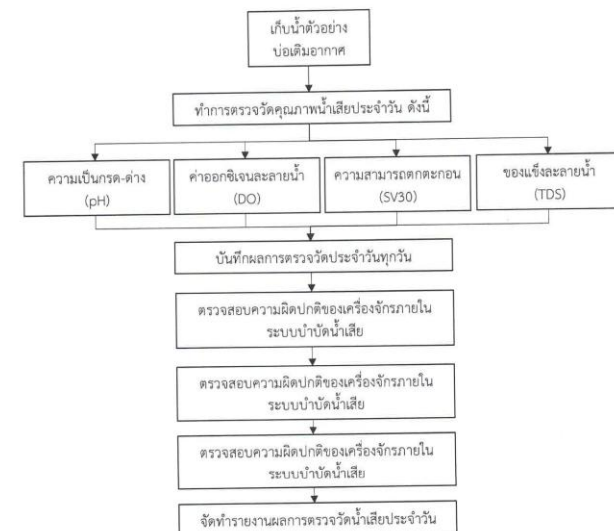 เก็บน้ำตัวอย่าง
บ่อเติมอากาศ
ทำการตรวจวัดคุณภาพน้ำเสียประจำวัน ดังนี้
ความเป็นกรด-ด่าง
(pH)
ค่าออกซิเจนละลายน้ำ
(DO)
ความสามารถตกตะกอน
(SV30)
ของแข็งละลายน้ำ
(TDS)
บันทึกผลการตรวจวัดประจำวันทุกวัน
ตรวจสอบความผิดปกติของเครื่องจักรภายใน
ระบบบำบัดน้ำเสีย
ตรวจสอบความผิดปกติของเครื่องจักรภายใน
ระบบบำบัดน้ำเสีย
ตรวจสอบความผิดปกติของเครื่องจักรภายใน
ระบบบำบัดน้ำเสีย
จัดทำรายงานผลการตรวจวัดน้ำเสียประจำวัน